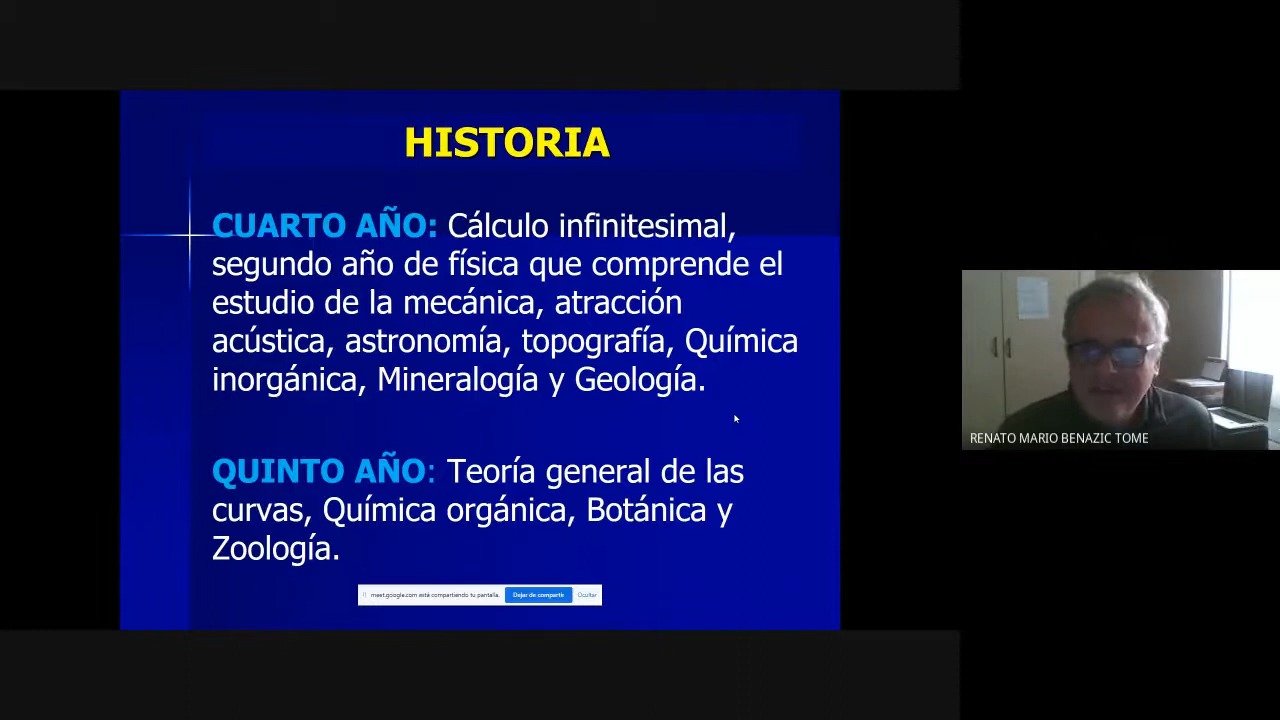 HISTORIA
CUARTO AÑO: Cálculo infinitesimal,
segundo año de física que comprende el
estudio de la mecánica, atracción
acústica, astronomía, topografía, Química
inorgánica, Mineralogía y Geología.
QUINTO AÑO: Teoría general de las
curvas, Química orgánica, Botánica y
Zoología.
meet.google.com está compartiendo tu pantalla. Dejar de compartir Ocultar
RENATO MARIO BENAZIC TOME